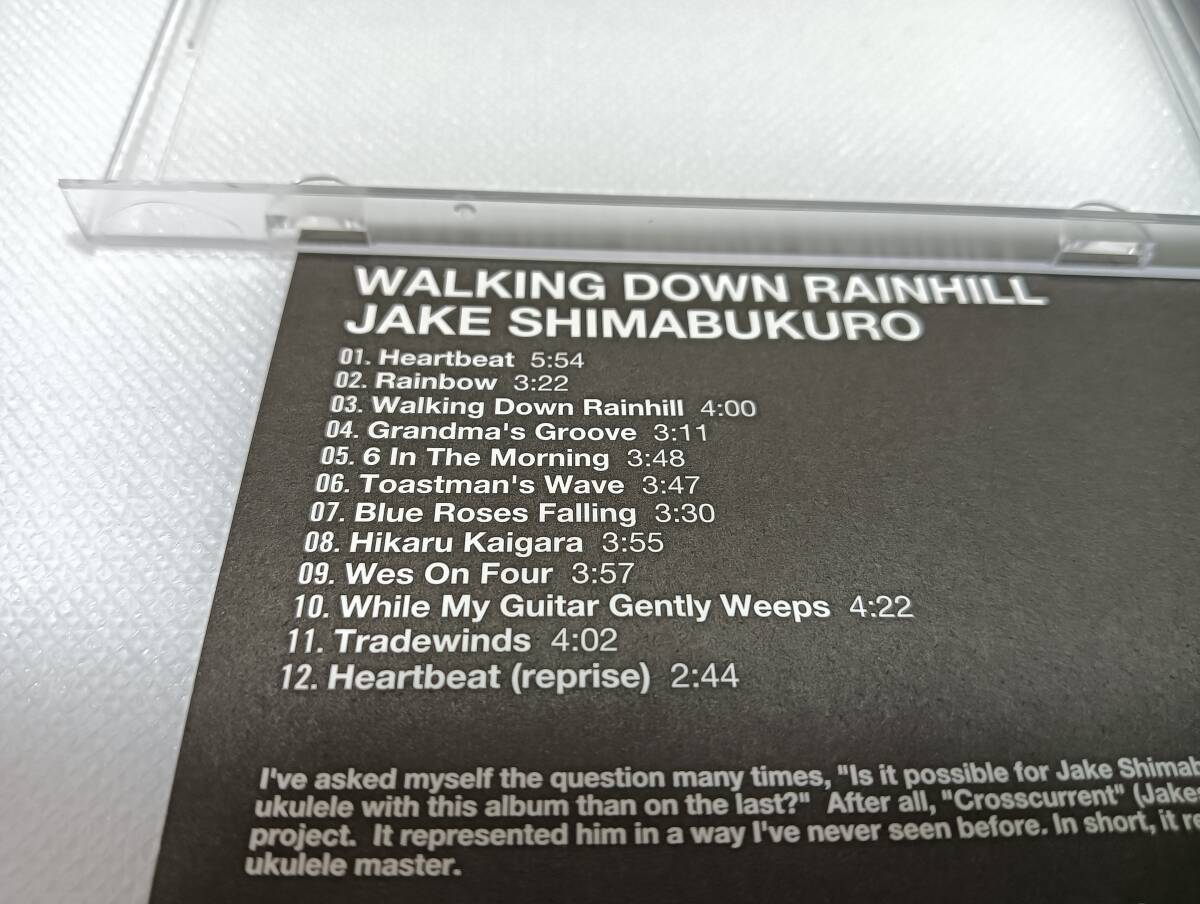 WALKING DOWN RAINHILL
JAKE SHIMABUKURO
01. Heartbeat 5:54
02. Rainbow 3:22
03. Walking Down Rainhill 4:00
04. Grandma's Groove 3:11
05. 6 In The Morning 3:48
06. Toastman's Wave 3:47
07. Blue Roses Falling 3:30
08. Hikaru Kaigara 3:55
09. Wes On Four 3:57
10. While My Guitar Gently Weeps 4:22
11. Tradewinds 4:02
12. Heartbeat (reprise) 2:44
I've asked myself the question many times, "Is it possible for Jake Shimab
ukulele with this album than on the last?" After all, "Crosscurrent" (Jakes
project. It represented him in a way I've never seen before. In short, it re
ukulele master.